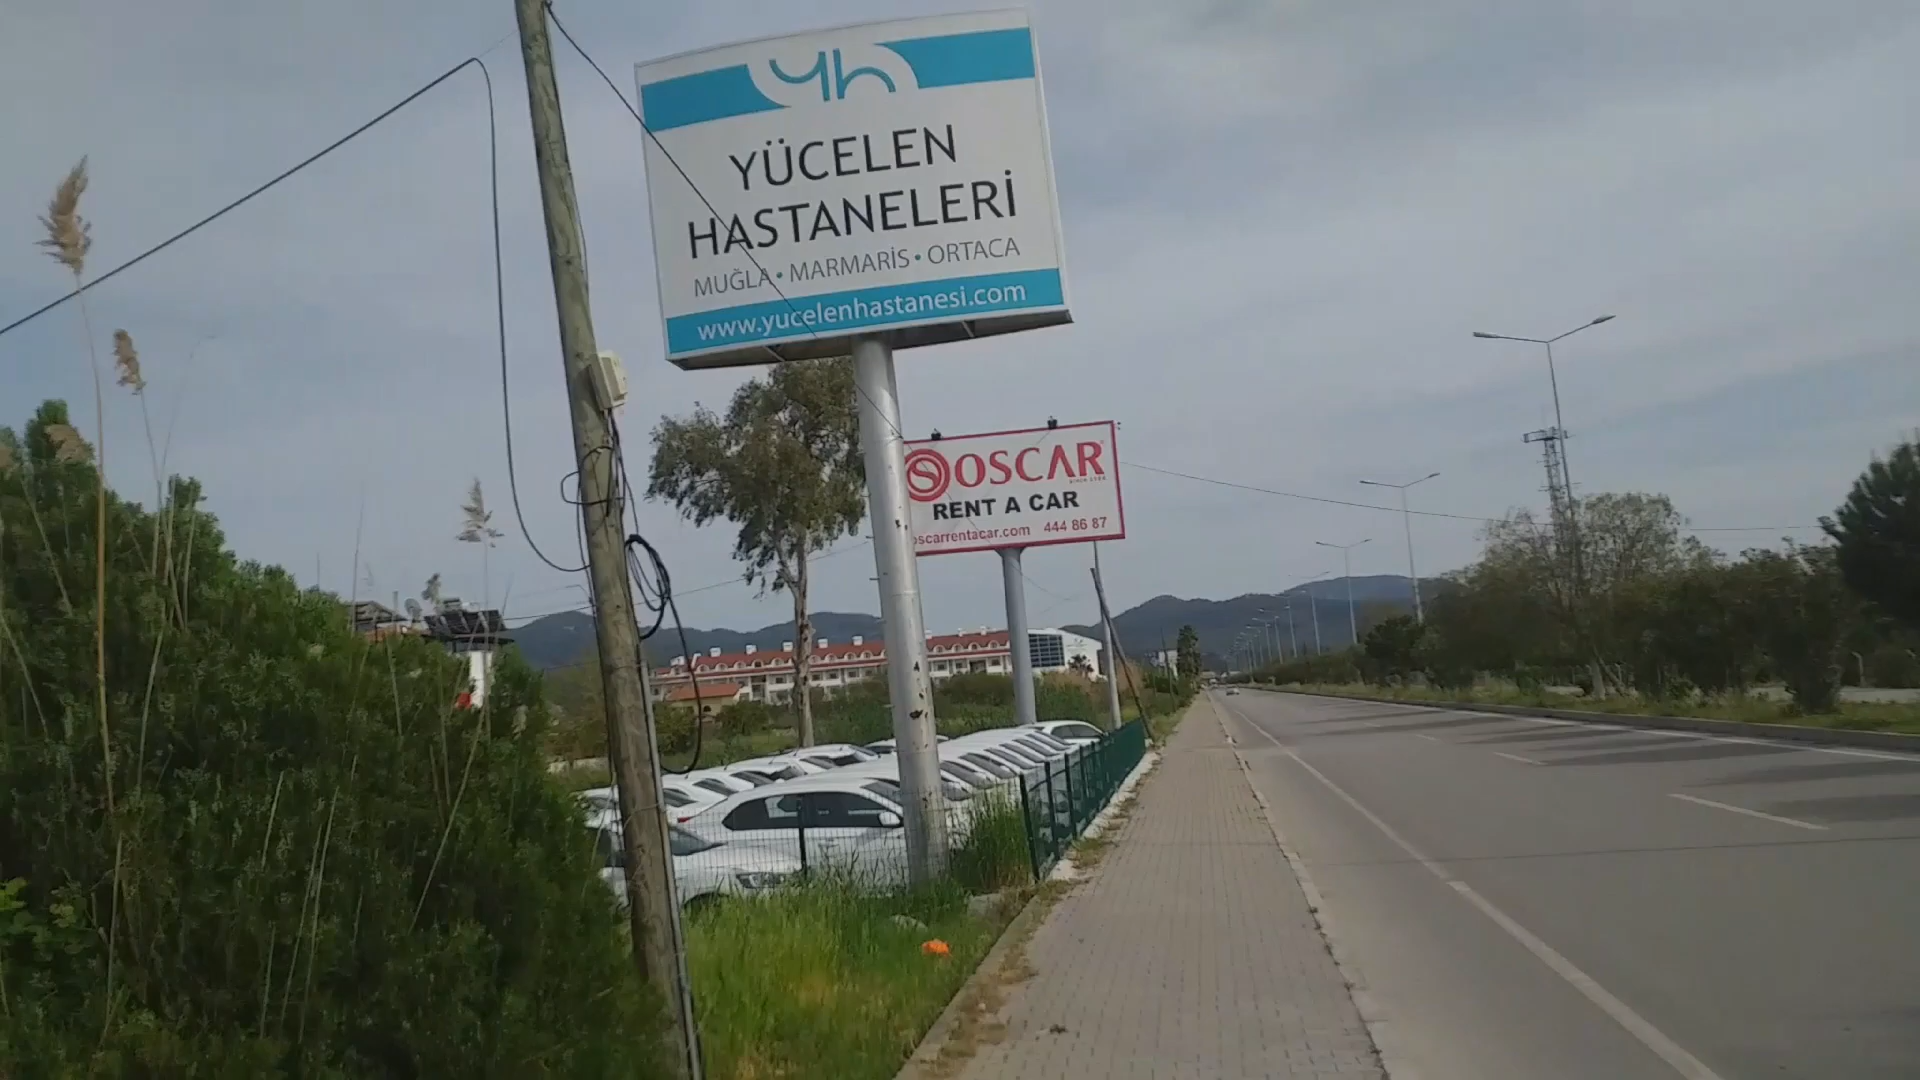 yh
YÜCELEN
HASTANELERİ
MUĞLA • MARMARİS • ORTACA
www.yucelenhastanesi.com
OSCAR
RENT A CAR
oscarrentacar.com 444 86 87